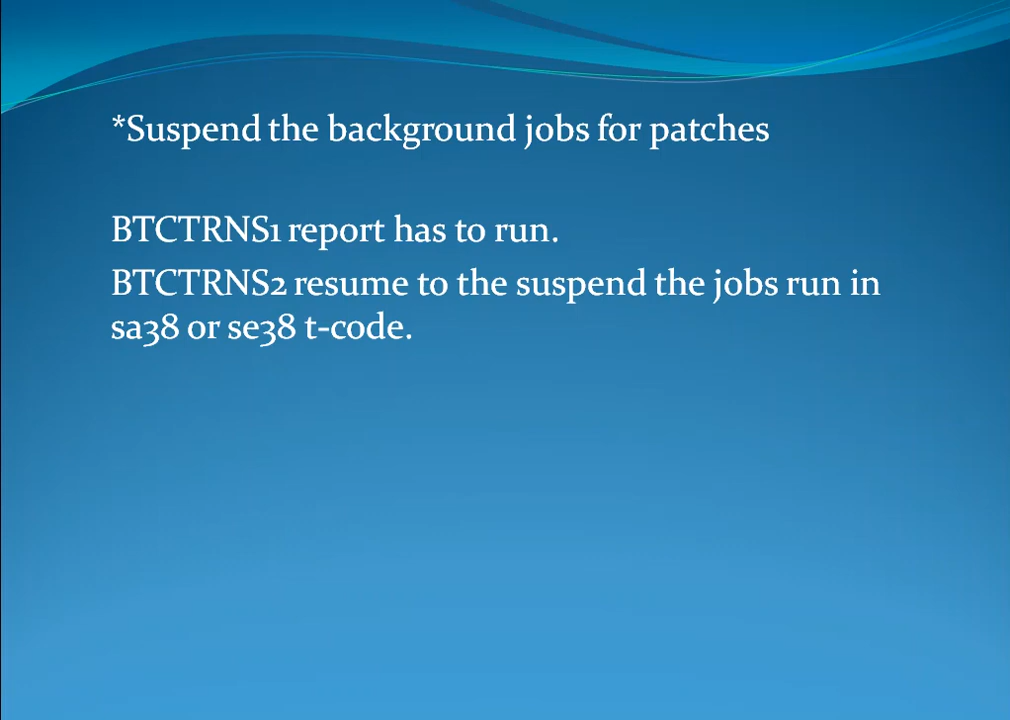 *Suspend the background jobs for patches
BTCTRNS1 report has to run.
BTCTRNS2 resume to the suspend the jobs run in
sa38 or se38 t-code.